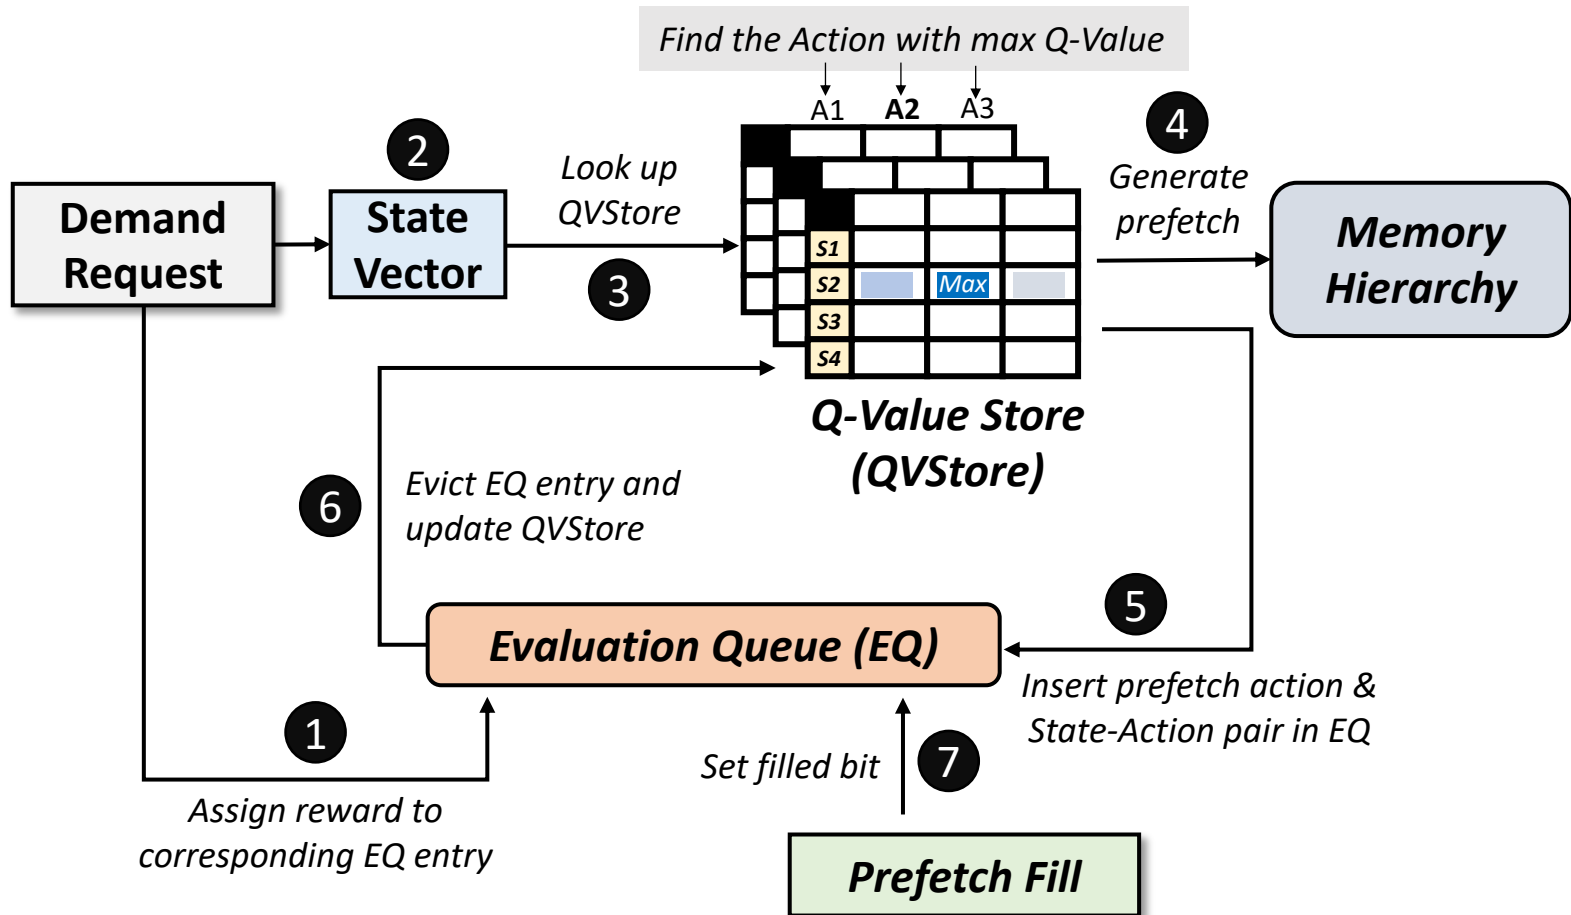 Find the Action with max Q-Value
A1 A2 A3
2
4
Demand
Request
State
Vector
Look up
QVStore
3
S1
S2 Max
S3
S4
Generate
prefetch
Memory
Hierarchy
Q-Value Store
(QVStore)
6
Evict EQ entry and
update QVStore
5
Evaluation Queue (EQ)
Insert prefetch action &
State-Action pair in EQ
1
Assign reward to
corresponding EQ entry
Set filled bit
7
Prefetch Fill